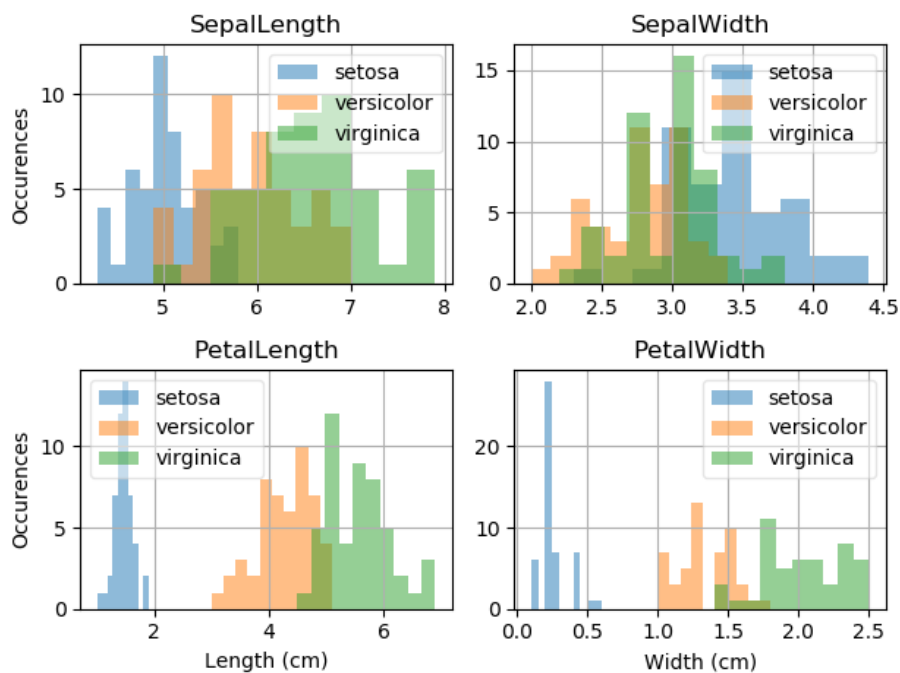 SepalLength
Occurences
10
5
0
5
6
7
8
setosa
versicolor
virginica
SepalWidth
15
10
5
0
2.0
2.5
3.0
3.5
4.0
4.5
setosa
versicolor
virginica
PetalLength
Occurences
10
5
0
2
4
6
Length (cm)
setosa
versicolor
virginica
PetalWidth
20
10
0
0.0
0.5
1.0
1.5
2.0
2.5
Width (cm)
setosa
versicolor
virginica